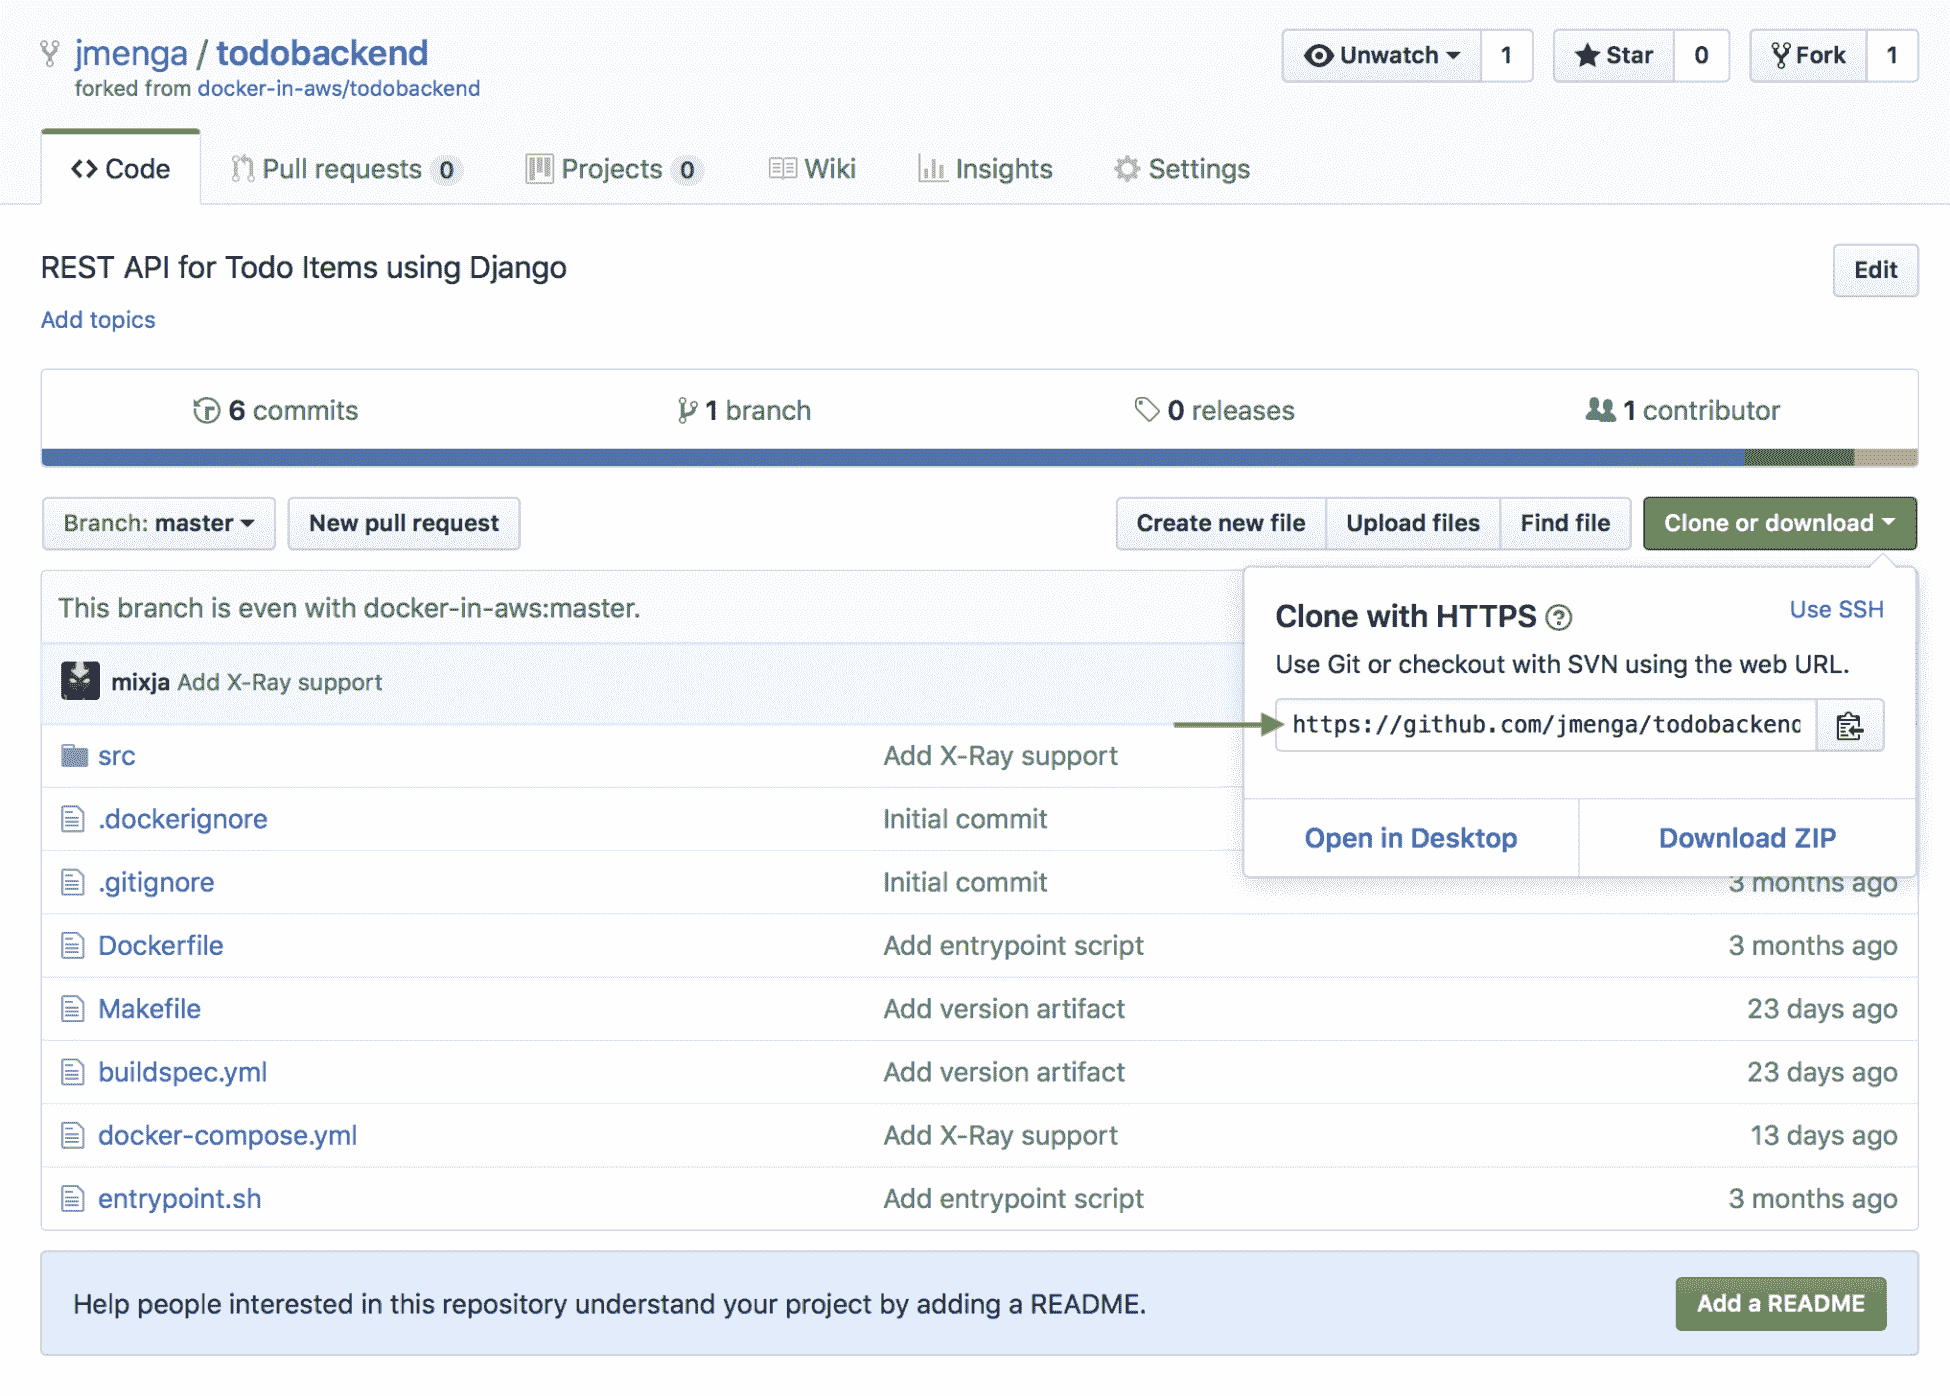 jmenga / todobackend
forked from docker-in-aws/todobackend
Unwatch 1 Star 0 Fork 1
Code Pull requests 0 Projects 0 Wiki Insights Settings
REST API for Todo Items using Django
Edit
Add topics
6 commits 1 branch 0 releases 1 contributor
Branch: master New pull request Create new file Upload files Find file Clone or download
This branch is even with docker-in-aws:master.
Clone with HTTPS ? Use SSH
Use Git or checkout with SVN using the web URL.
mixja Add X-Ray support
https://github.com/jmenga/todobackend
src Add X-Ray support
.dockerignore Initial commit
Open in Desktop Download ZIP
.gitignore Initial commit 3 months ago
Dockerfile Add entrypoint script 3 months ago
Makefile Add version artifact 23 days ago
buildspec.yml Add version artifact 23 days ago
docker-compose.yml Add X-Ray support 13 days ago
entrypoint.sh Add entrypoint script 3 months ago
Help people interested in this repository understand your project by adding a README. Add a README